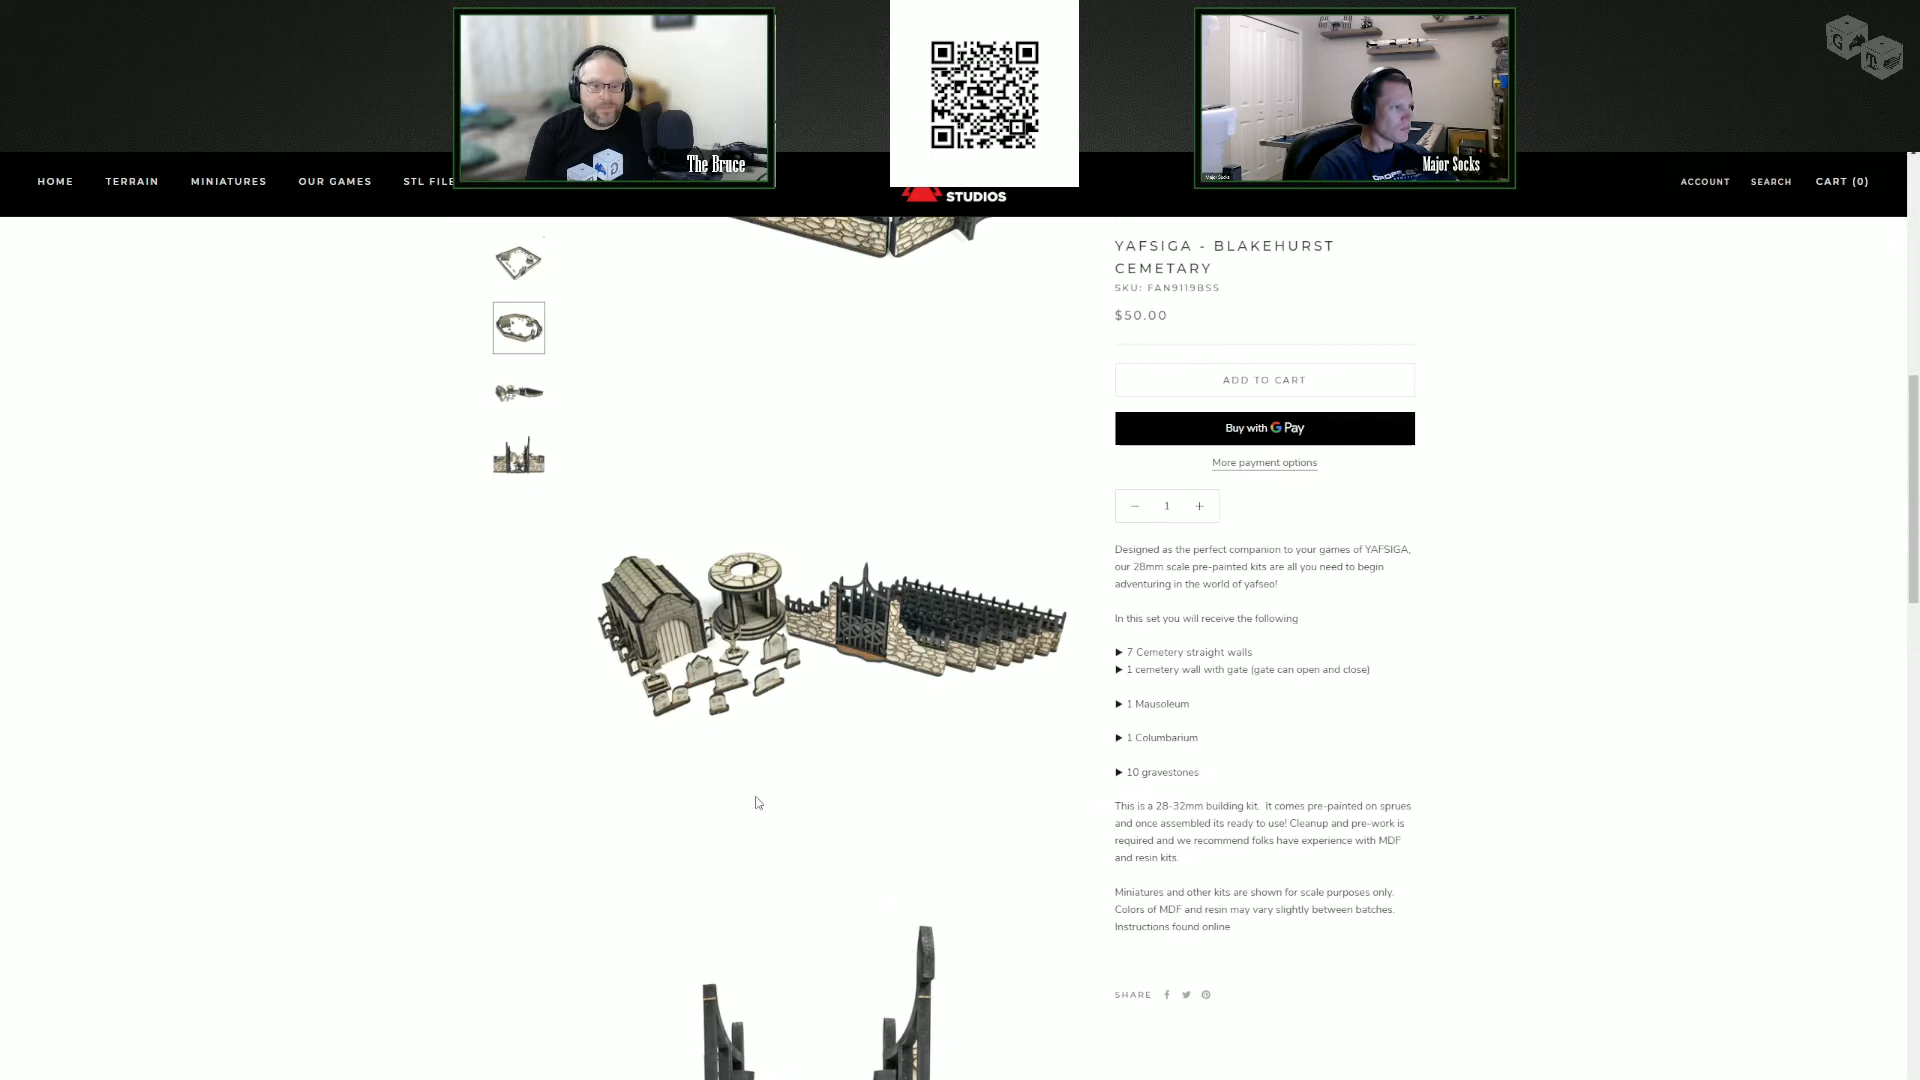 The Bruce
Major Socks
Major Socks
G
T
HOME
TERRAIN
MINIATURES
OUR GAMES
STL FILE
STUDIOS
ACCOUNT
SEARCH
CART (0)
YAFSIGA - BLAKEHURST
CEMETARY
SKU: FAN9119BSS
$50.00
ADD TO CART
Buy with G Pay
More payment options
− 1 +
Designed as the perfect companion to your games of YAFSIGA,
our 28mm scale pre-painted kits are all you need to begin
adventuring in the world of yafseo!
In this set you will receive the following
▶ 7 Cemetery straight walls
▶ 1 cemetery wall with gate (gate can open and close)
▶ 1 Mausoleum
▶ 1 Columbarium
▶ 10 gravestones
This is a 28-32mm building kit. It comes pre-painted on sprues
and once assembled its ready to use! Cleanup and pre-work is
required and we recommend folks have experience with MDF
and resin kits.
Miniatures and other kits are shown for scale purposes only.
Colors of MDF and resin may vary slightly between batches.
Instructions found online
SHARE